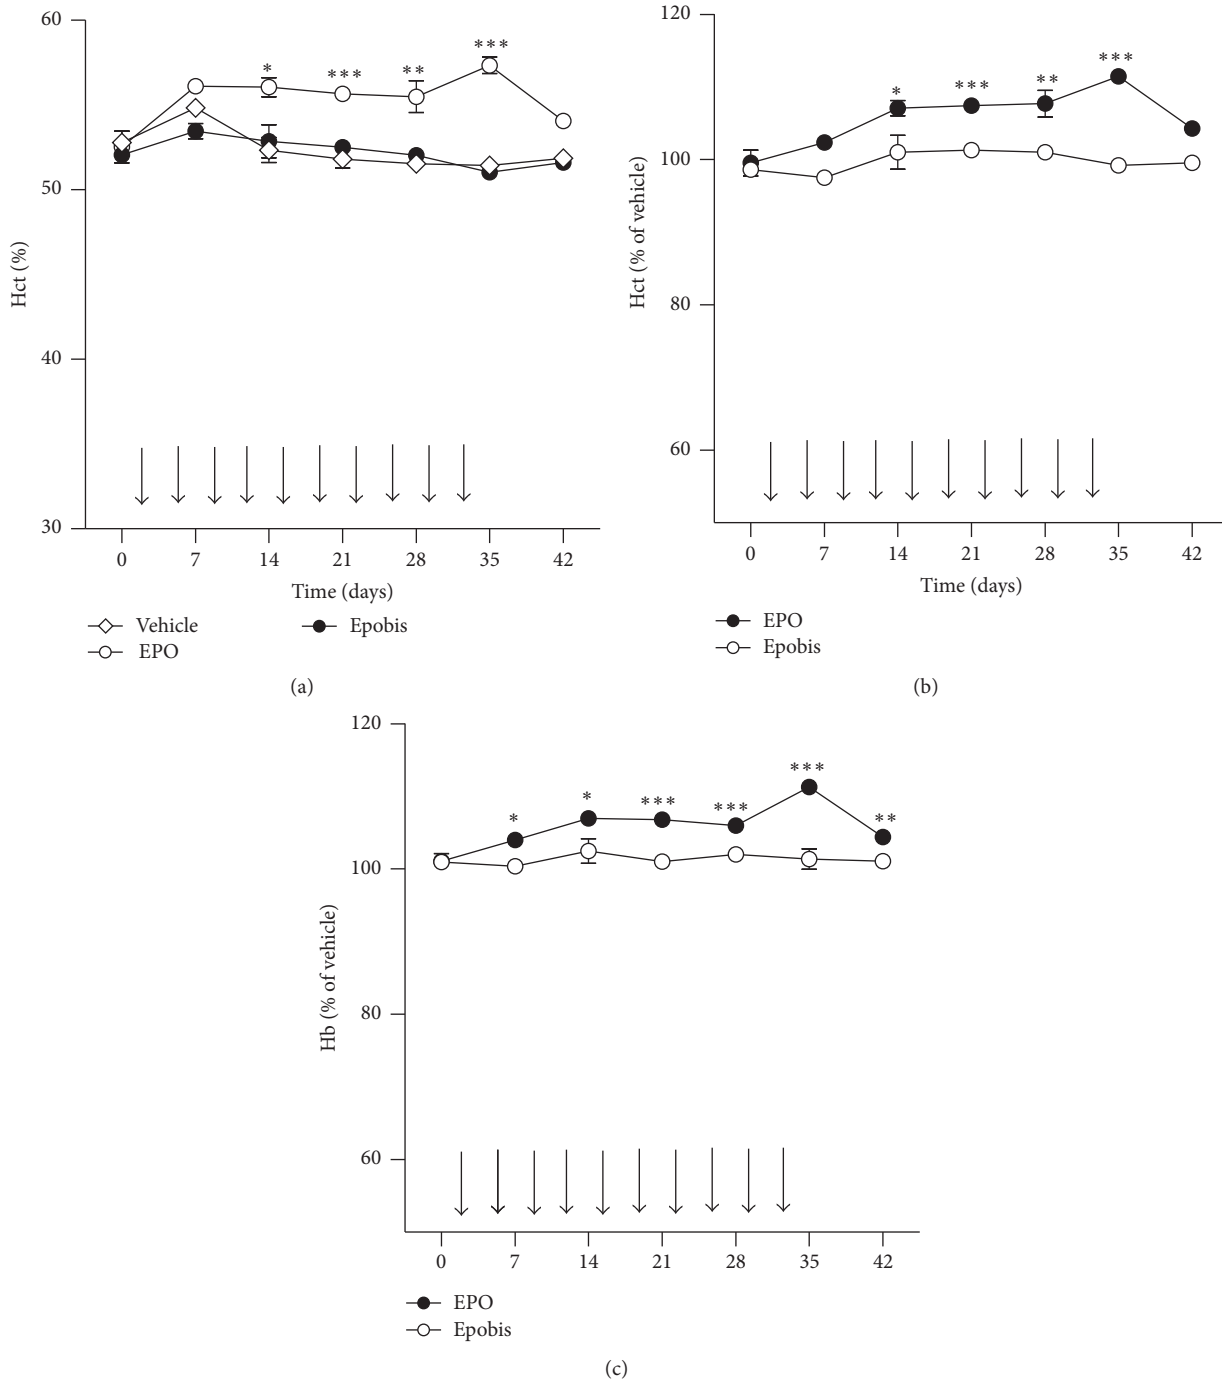 60
50
40
30
Hct (%)
*
***
**
***
0 7 14 21 28 35 42
Time (days)
Vehicle Epobis
EPO
(a)
120
100
80
60
Hct (% of vehicle)
*
***
**
***
0 7 14 21 28 35 42
Time (days)
EPO
Epobis
(b)
120
100
80
60
Hb (% of vehicle)
*
*
***
***
***
**
0 7 14 21 28 35 42
EPO
Epobis
(c)